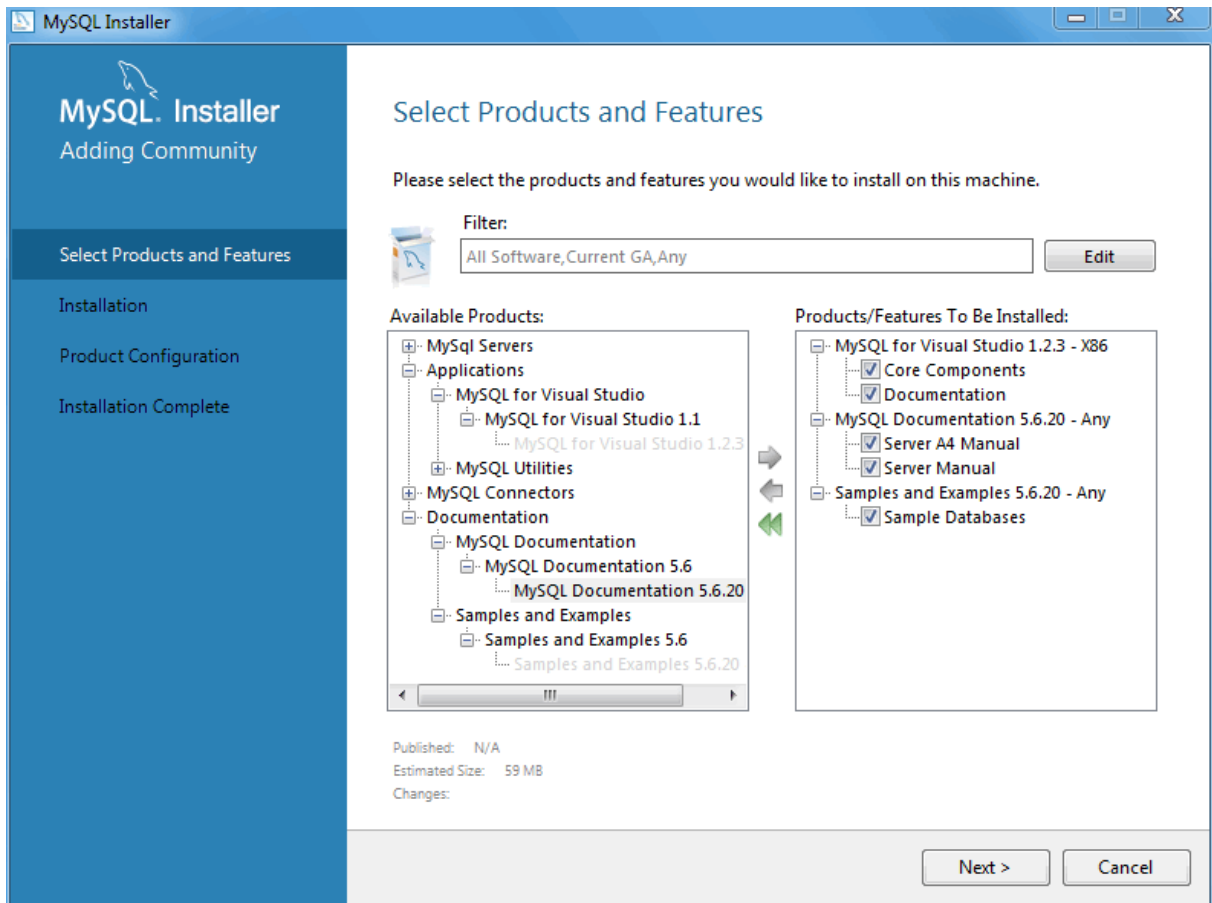 MySQL Installer
MySQL. Installer
Adding Community
Select Products and Features
Installation
Product Configuration
Installation Complete
Select Products and Features
Please select the products and features you would like to install on this machine.
Filter:
All Software,Current GA,Any
Edit
Available Products:
MySql Servers
Applications
MySQL for Visual Studio
MySQL for Visual Studio 1.1
MySQL for Visual Studio 1.2.3
MySQL Utilities
MySQL Connectors
Documentation
MySQL Documentation
MySQL Documentation 5.6
MySQL Documentation 5.6.20
Samples and Examples
Samples and Examples 5.6
Samples and Examples 5.6.20
Products/Features To Be Installed:
MySQL for Visual Studio 1.2.3 - X86
Core Components
Documentation
MySQL Documentation 5.6.20 - Any
Server A4 Manual
Server Manual
Samples and Examples 5.6.20 - Any
Sample Databases
Published: N/A
Estimated Size: 59 MB
Changes:
Next >
Cancel